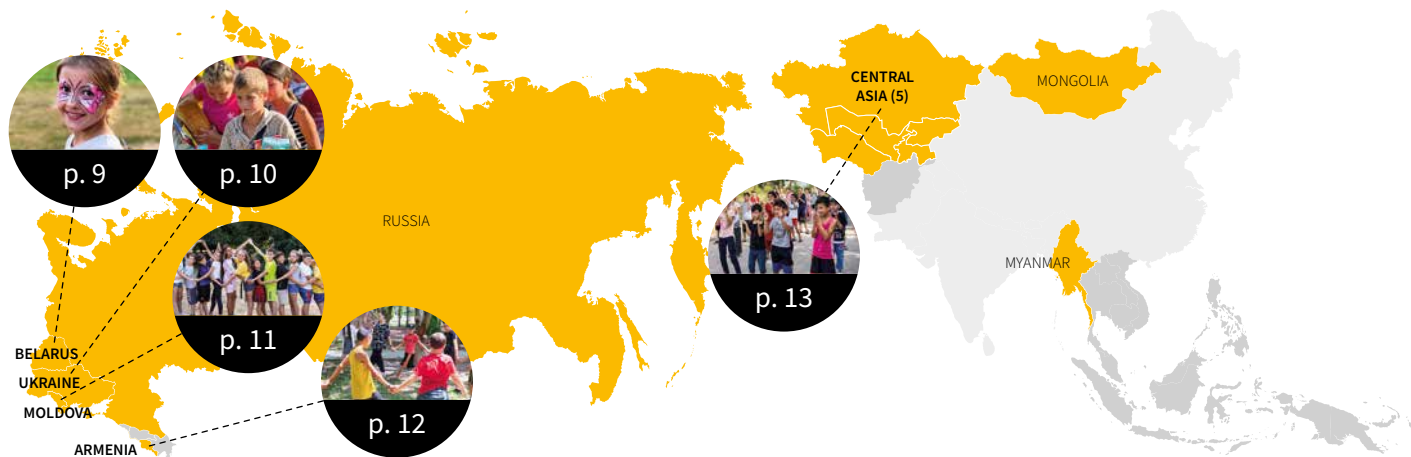 p. 9
p. 10
RUSSIA
p. 11
BELARUS
UKRAINE
MOLDOVA
ARMENIA
p. 12
CENTRAL
ASIA (5)
MONGOLIA
p. 13
MYANMAR